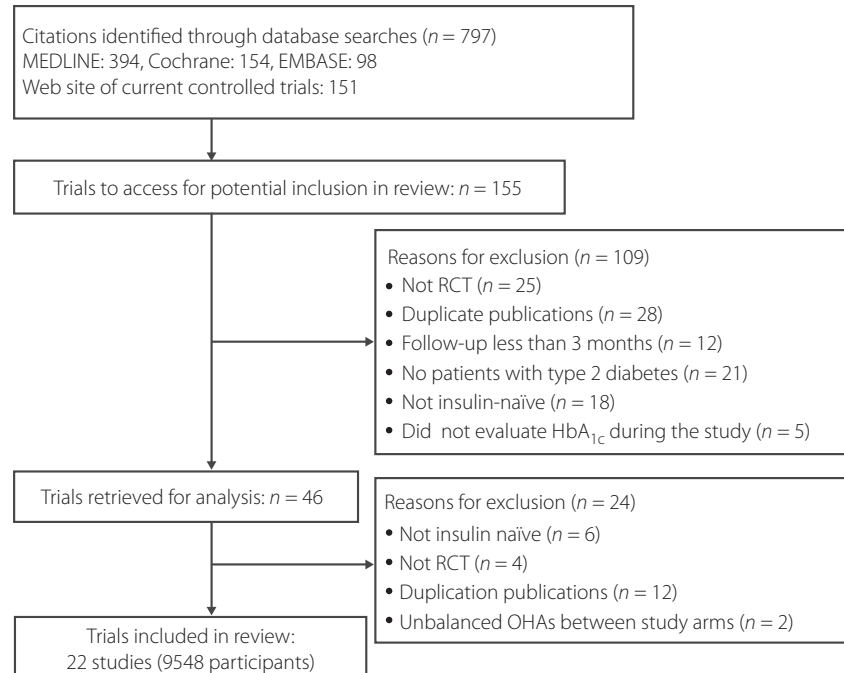 Citations identified through database searches (n = 797)
MEDLINE: 394, Cochrane: 154, EMBASE: 98
Web site of current controlled trials: 151
Trials to access for potential inclusion in review: n = 155
Reasons for exclusion (n = 109)
• Not RCT (n = 25)
• Duplicate publications (n = 28)
• Follow-up less than 3 months (n = 12)
• No patients with type 2 diabetes (n = 21)
• Not insulin-naïve (n = 18)
• Did not evaluate HbA1c during the study (n = 5)
Trials retrieved for analysis: n = 46
Reasons for exclusion (n = 24)
• Not insulin naïve (n = 6)
• Not RCT (n = 4)
• Duplication publications (n = 12)
• Unbalanced OHAs between study arms (n = 2)
Trials included in review:
22 studies (9548 participants)